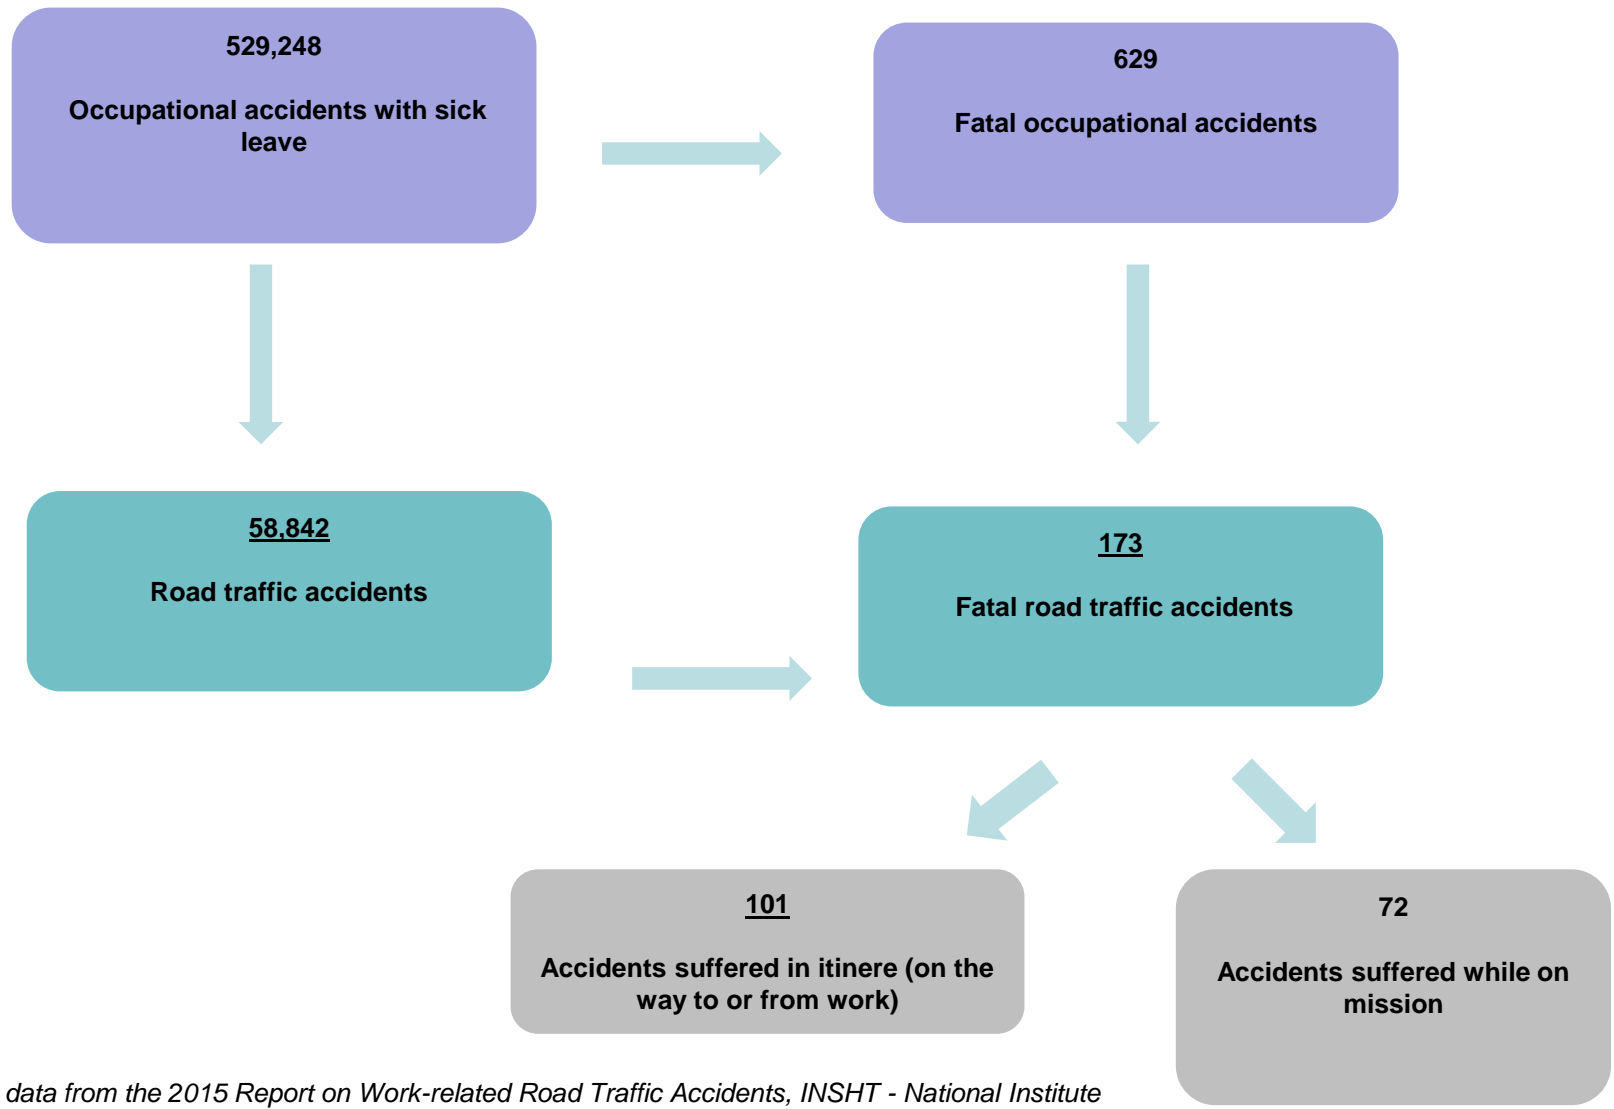 529,248
Occupational accidents with sick
leave
629
Fatal occupational accidents
58,842
Road traffic accidents
173
Fatal road traffic accidents
101
Accidents suffered in itinere (on the
way to or from work)
72
Accidents suffered while on
mission
data from the 2015 Report on Work-related Road Traffic Accidents, INSHT - National Institute